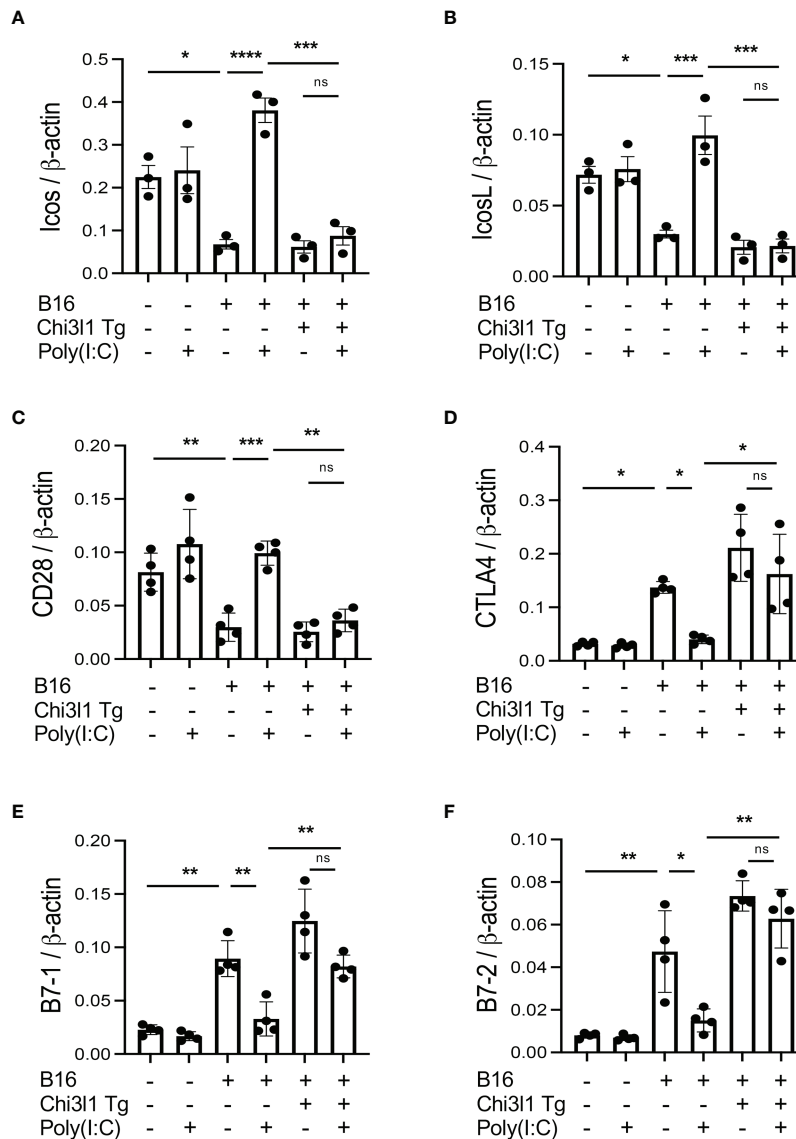 A
* **** ***
ns
Icos / β-actin
0.5
0.4
0.3
0.2
0.1
0.0
B16 - - + + + +
Chi3l1 Tg - - - - + +
Poly(I:C) - + - + - +
B
* *** ***
ns
IcosL / β-actin
0.15
0.10
0.05
0.00
B16 - - + + + +
Chi3l1 Tg - - - - + +
Poly(I:C) - + - + - +
C
** *** **
ns
CD28 / β-actin
0.20
0.15
0.10
0.05
0.00
B16 - - + + + +
Chi3l1 Tg - - - - + +
Poly(I:C) - + - + - +
D
* * *
ns
CTLA4 / β-actin
0.4
0.3
0.2
0.1
0.0
B16 - - + + + +
Chi3l1 Tg - - - - + +
Poly(I:C) - + - + - +
E
** ** **
ns
B7-1 / β-actin
0.20
0.15
0.10
0.05
0.00
B16 - - + + + +
Chi3l1 Tg - - - - + +
Poly(I:C) - + - + - +
F
** * **
ns
B7-2 / β-actin
0.10
0.08
0.06
0.04
0.02
0.00
B16 - - + + + +
Chi3l1 Tg - - - - + +
Poly(I:C) - + - + - +